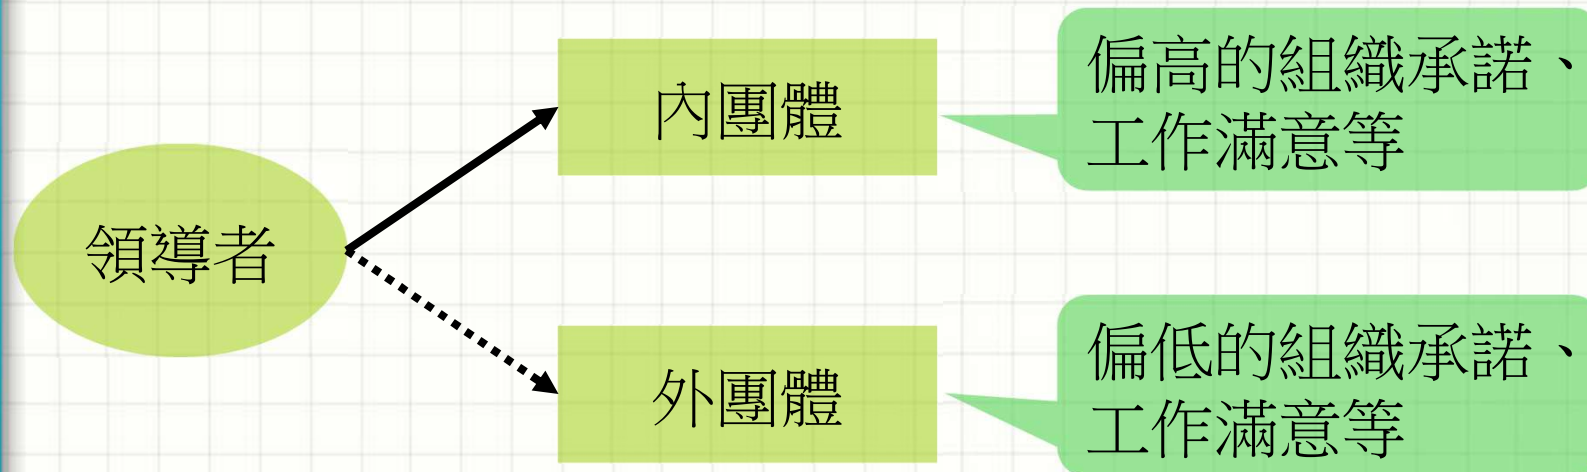 內團體
偏高的組織承諾、
工作滿意等
領導者
外團體
偏低的組織承諾、
工作滿意等